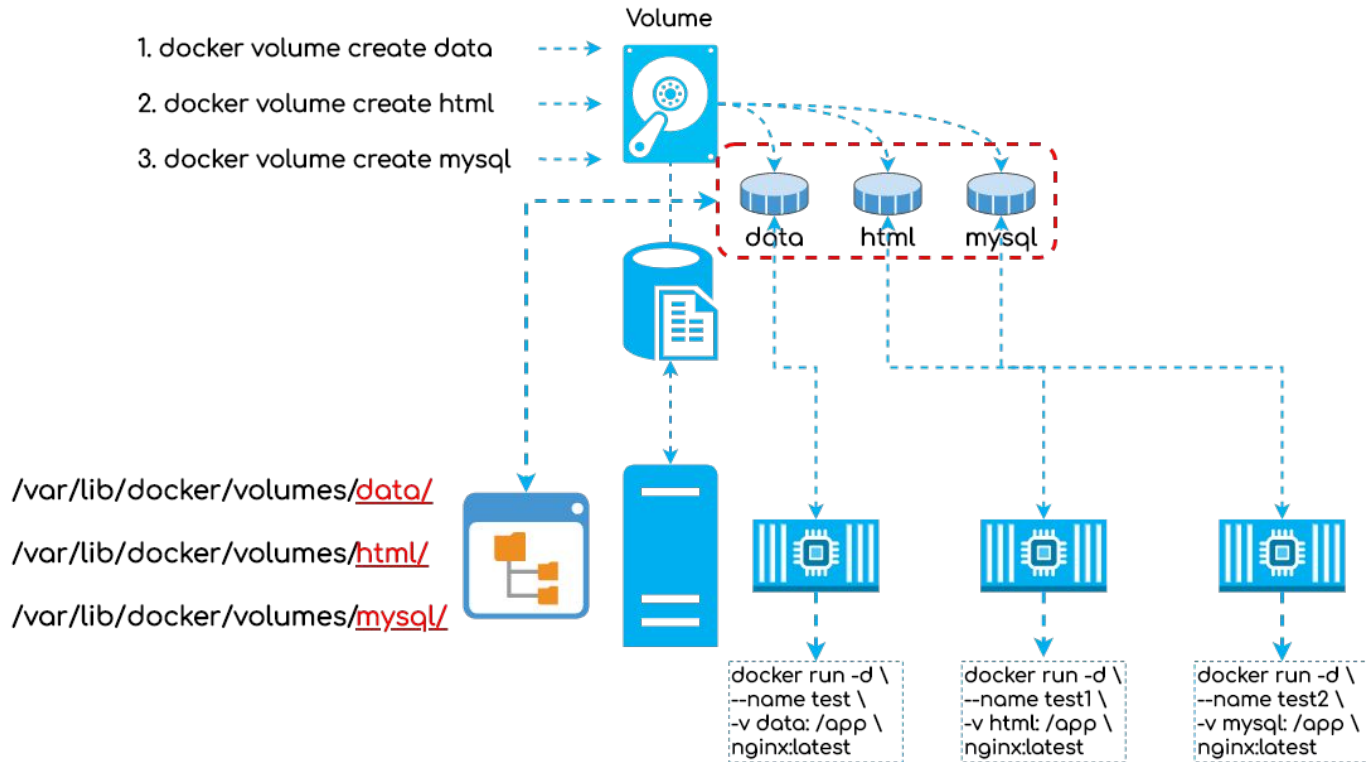 Volume
1. docker volume create data
2. docker volume create html
3. docker volume create mysql
data
html
mysql
/var/lib/docker/volumes/data/
/var/lib/docker/volumes/html/
/var/lib/docker/volumes/mysql/
docker run -d \
--name test \
-v data: /app \
nginx:latest
docker run -d \
--name test1 \
-v html: /app \
nginx:latest
docker run -d \
--name test2 \
-v mysql: /app \
nginx:latest